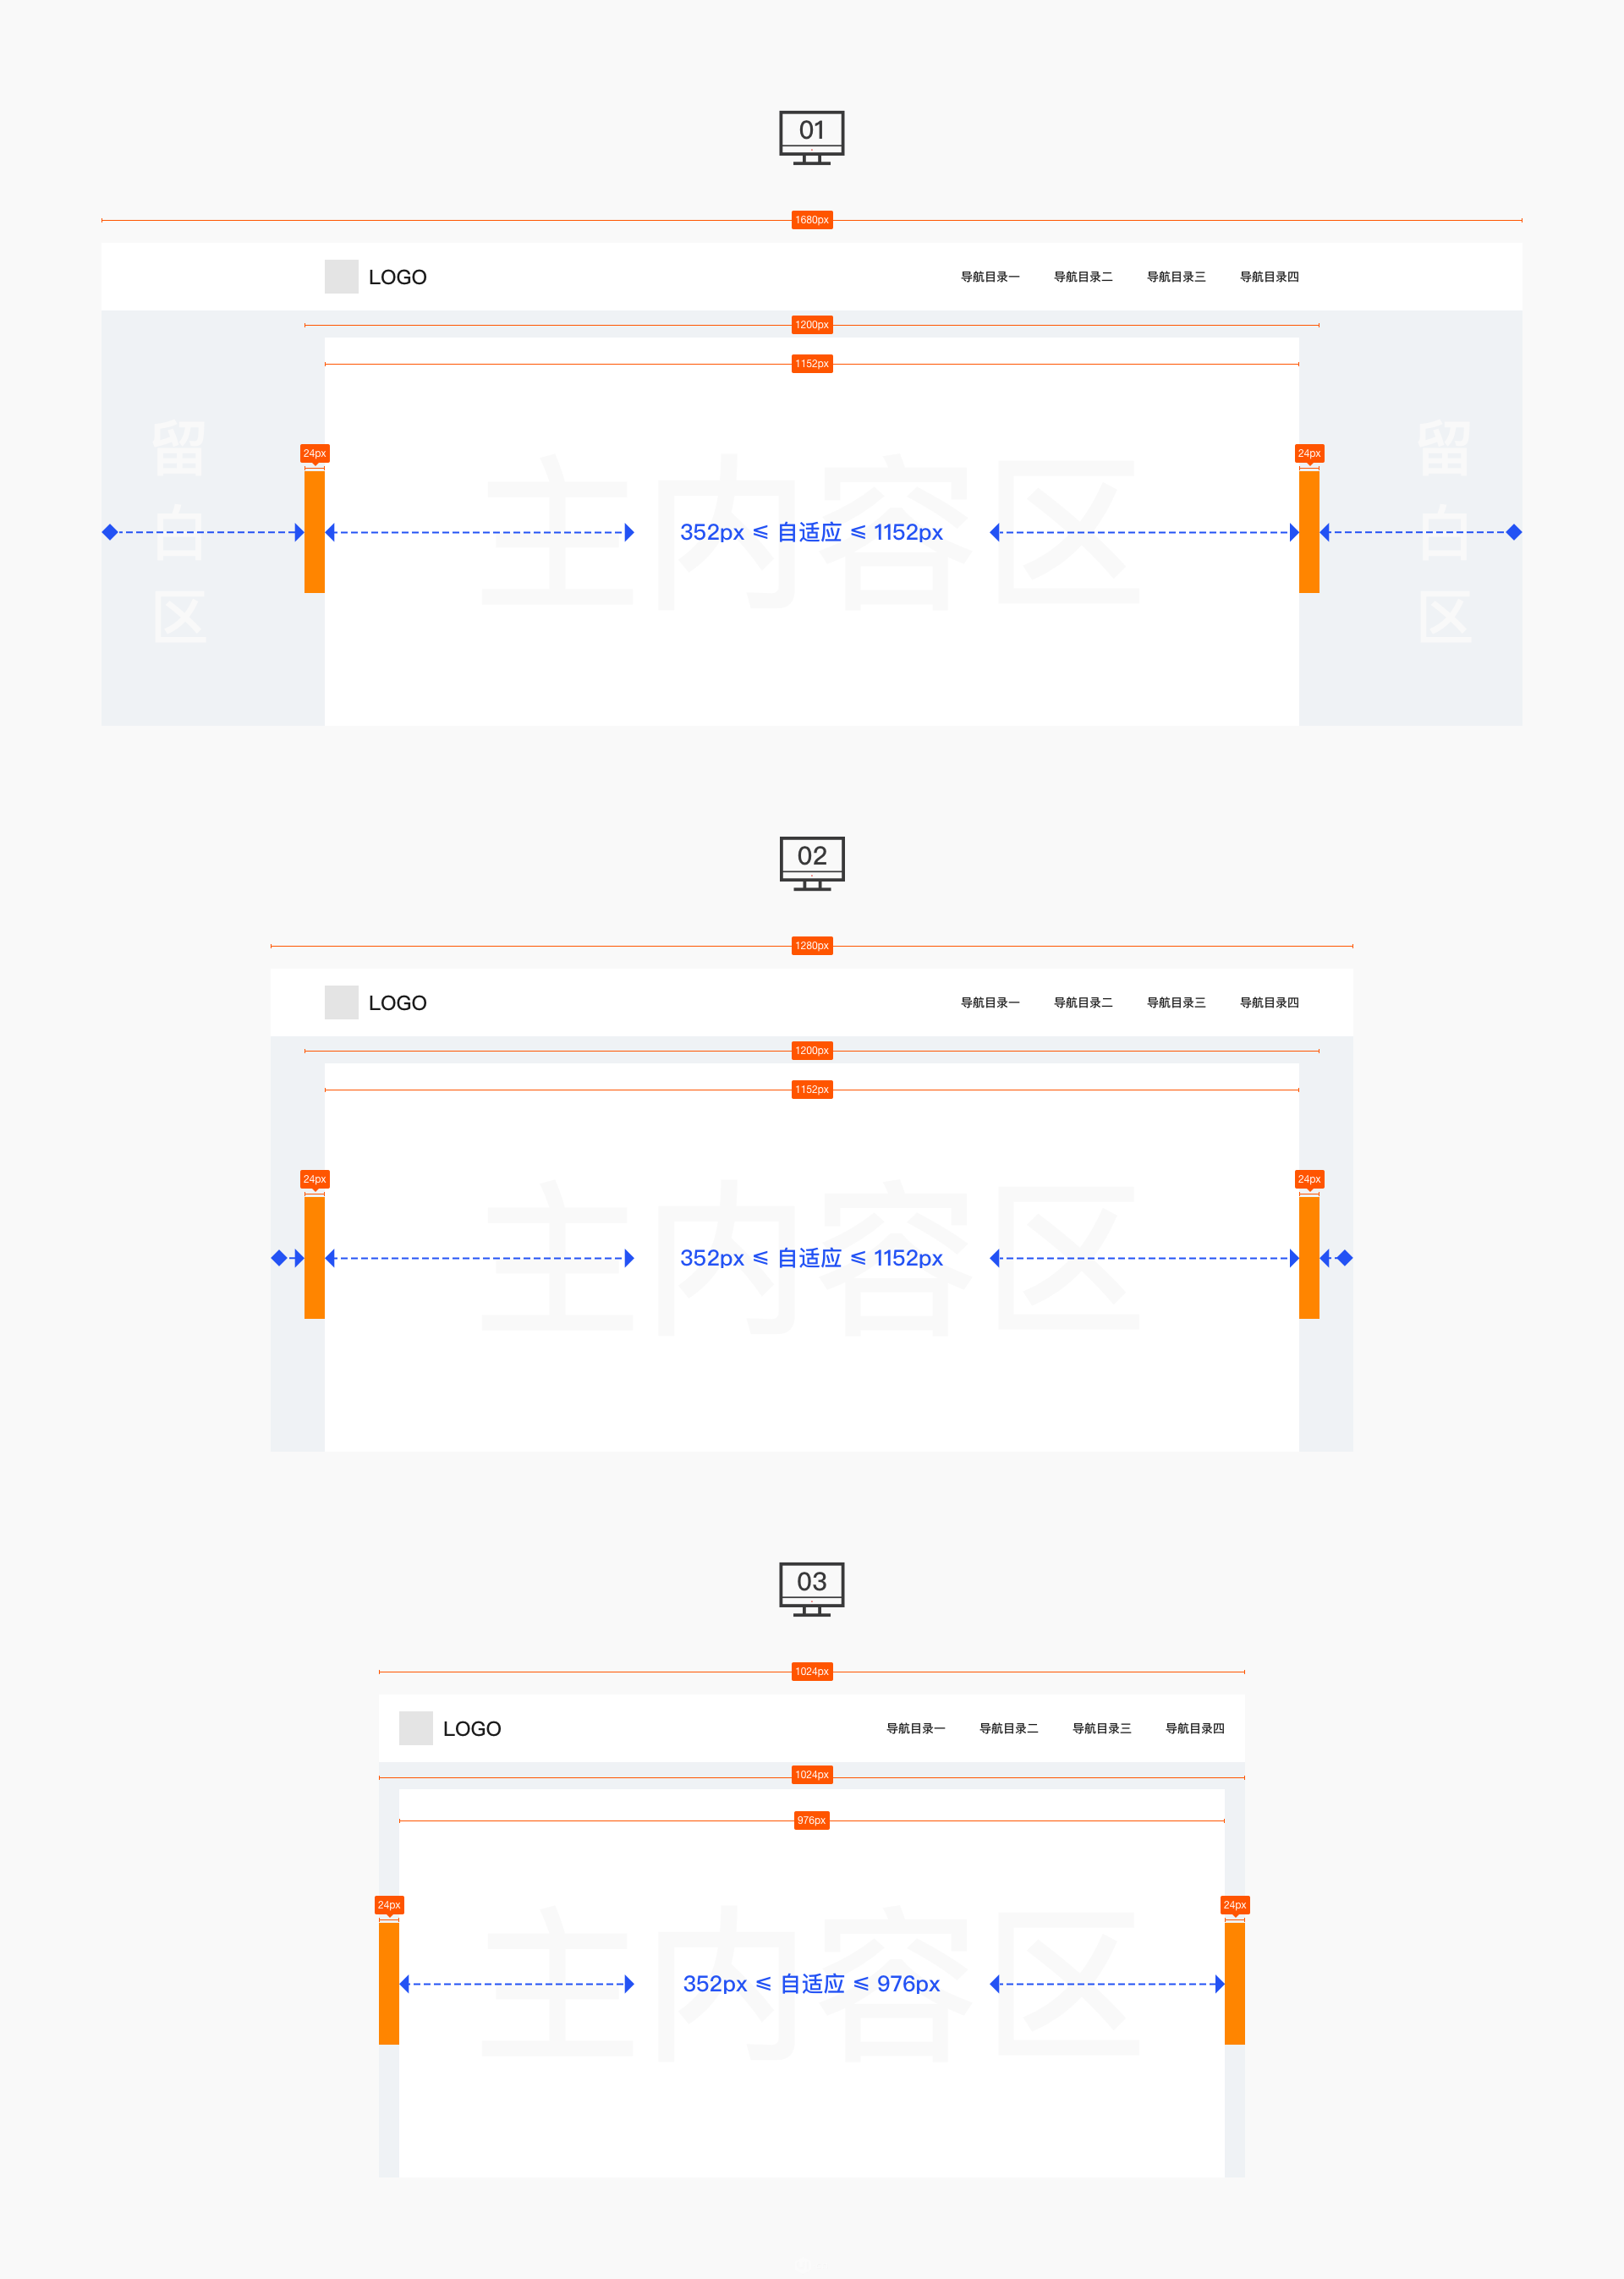 01
1680px
LOGO 导航目录一 导航目录二 导航目录三 导航目录四
1200px
1152px
留白区
留白区
24px
24px
主内容区
352px ⩽ 自适应 ⩽ 1152px
02
1280px
LOGO 导航目录一 导航目录二 导航目录三 导航目录四
1200px
1152px
24px
24px
主内容区
352px ⩽ 自适应 ⩽ 1152px
03
1024px
LOGO 导航目录一 导航目录二 导航目录三 导航目录四
1024px
976px
24px
24px
主内容区
352px ⩽ 自适应 ⩽ 976px